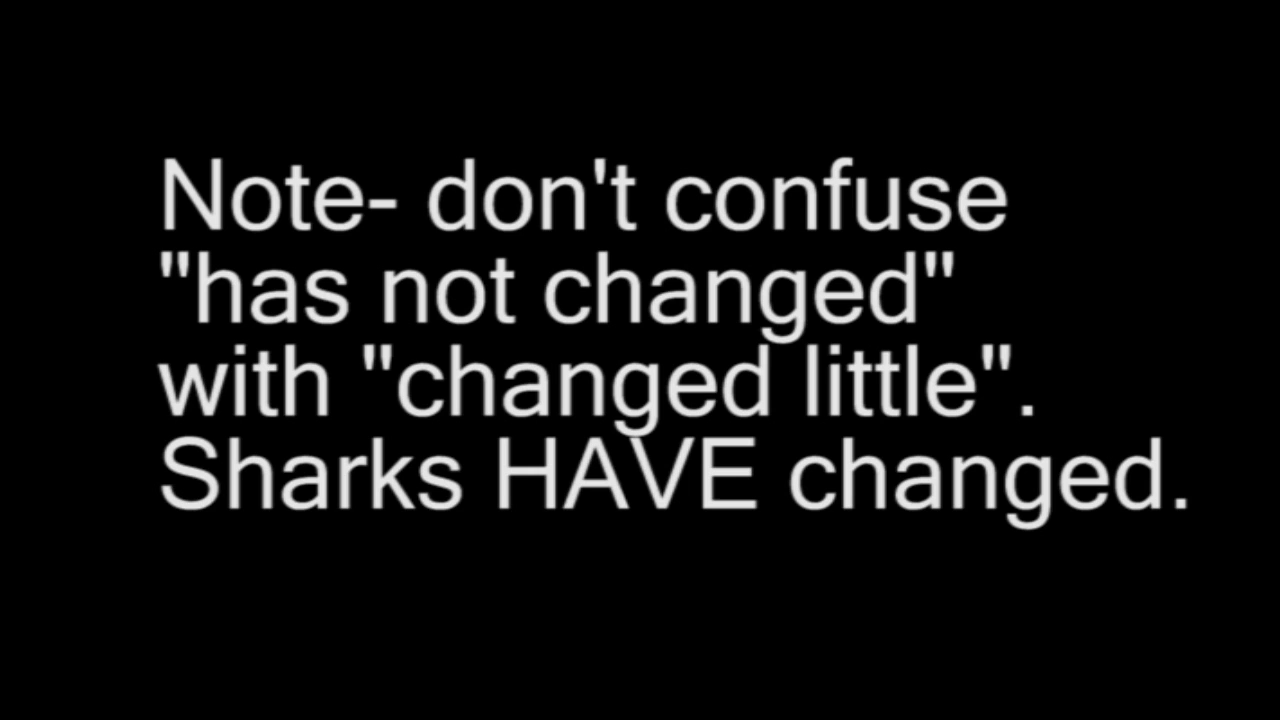 Note- don't confuse
"has not changed"
with "changed little".
Sharks HAVE changed.